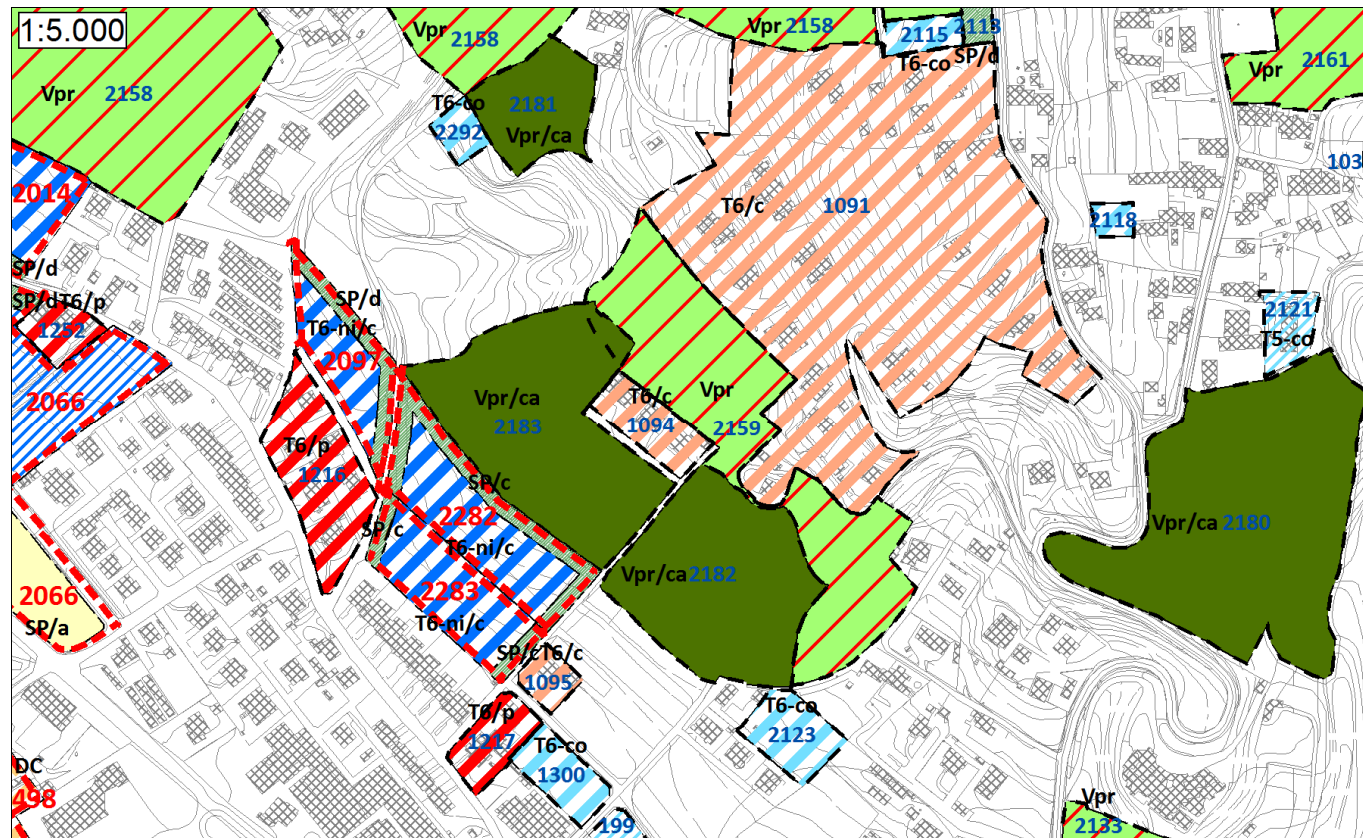 1:5.000
Vpr 2158
Vpr 2158
2115
2113
T6-co
SP/d
Vpr 2161
Vpr 2158
T6-co
2292
2181
Vpr/ca
103
2014
T6/c 1091
2118
SP/d
SP/d
T6/p
1252
SP/d
T6-ni/c
2097
2121
T5-co
2066
Vpr/ca
2183
T6/c
1094
Vpr
2159
T6/p
1216
SP/c
2282
SP/c
T6-ni/c
Vpr/ca 2180
Vpr/ca 2182
2283
T6-ni/c
2066
SP/a
SP/c
T6/c
1095
T6/p
1217
T6-co
2123
T6-co
1300
DC
498
199
Vpr
2133